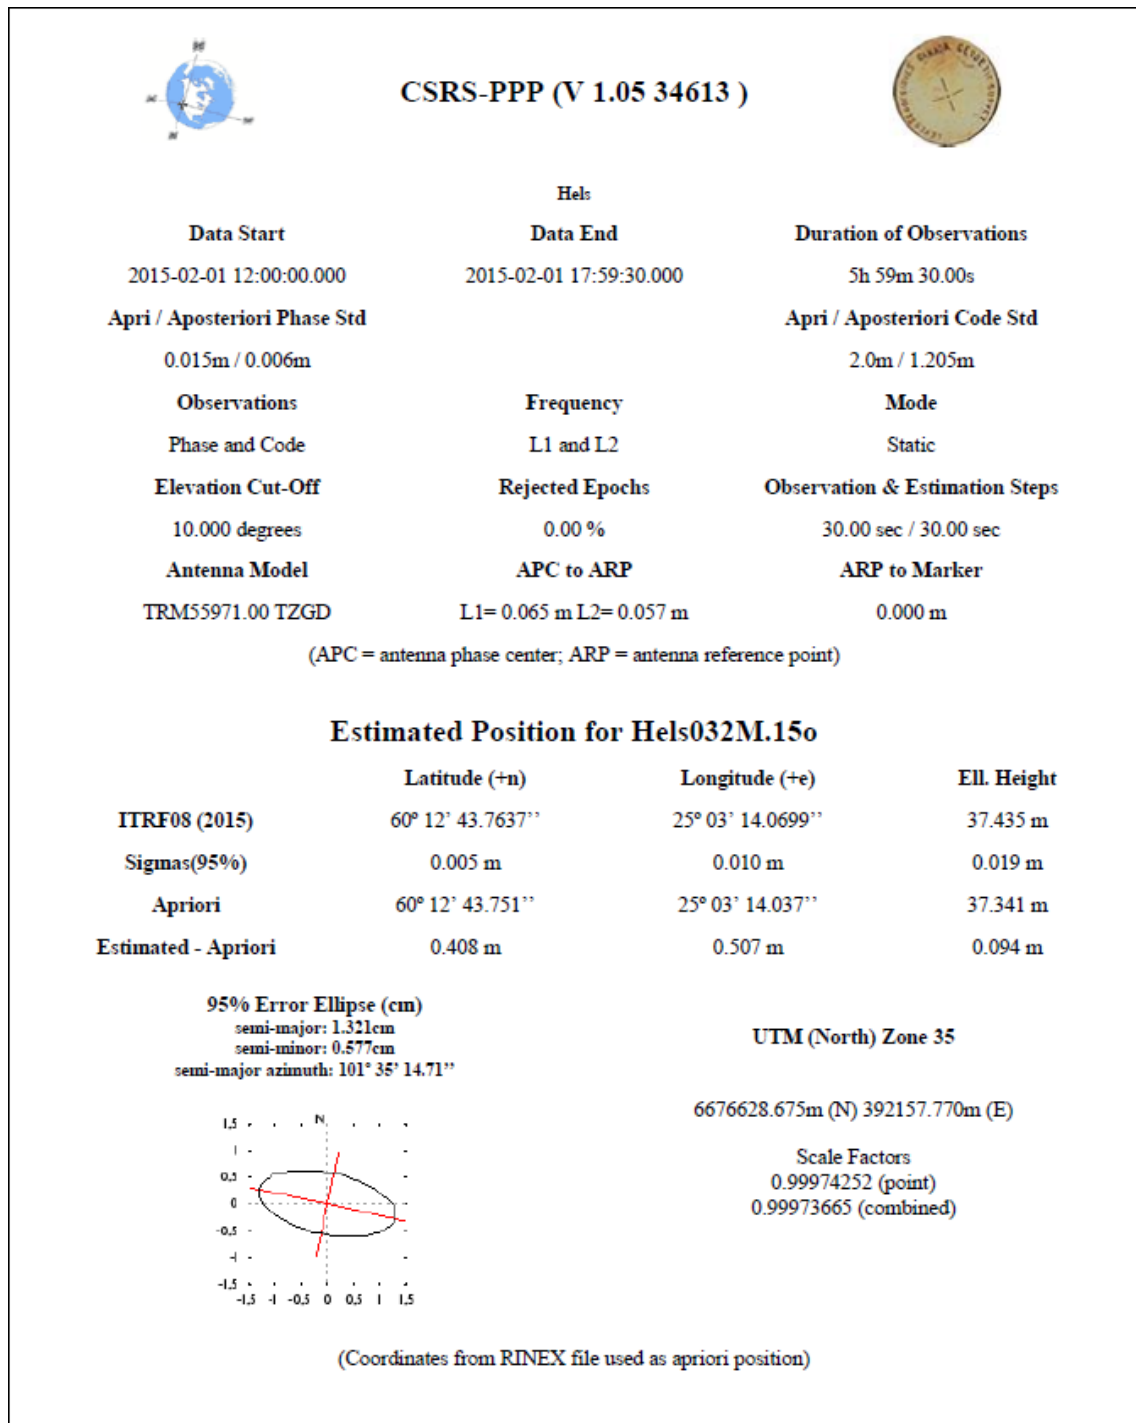 CSRS-PPP (V 1.05 34613 )
Hels
Data Start Data End Duration of Observations
2015-02-01 12:00:00.000 2015-02-01 17:59:30.000 5h 59m 30.00s
Apri / Aposteriori Phase Std Apri / Aposteriori Code Std
0.015m / 0.006m 2.0m / 1.205m
Observations Frequency Mode
Phase and Code L1 and L2 Static
Elevation Cut-Off Rejected Epochs Observation & Estimation Steps
10.000 degrees 0.00 % 30.00 sec / 30.00 sec
Antenna Model APC to ARP ARP to Marker
TRM55971.00 TZGD L1= 0.065 m L2= 0.057 m 0.000 m
(APC = antenna phase center; ARP = antenna reference point)
Estimated Position for Hels032M.15o
Latitude (+n) Longitude (+e) Ell. Height
ITRF08 (2015) 60º 12’ 43.7637’’ 25º 03’ 14.0699’’ 37.435 m
Sigmas(95%) 0.005 m 0.010 m 0.019 m
Apriori 60º 12’ 43.751’’ 25º 03’ 14.037’’ 37.341 m
Estimated - Apriori 0.408 m 0.507 m 0.094 m
95% Error Ellipse (cm)
semi-major: 1.321cm
semi-minor: 0.577cm
semi-major azimuth: 101° 35’ 14.71’’
UTM (North) Zone 35
6676628.675m (N) 392157.770m (E)
Scale Factors
0.99974252 (point)
0.99973665 (combined)
N
1.5
1
0.5
0
-0.5
-1
-1.5
-1.5 -1 -0.5 0 0.5 1 1.5
(Coordinates from RINEX file used as apriori position)